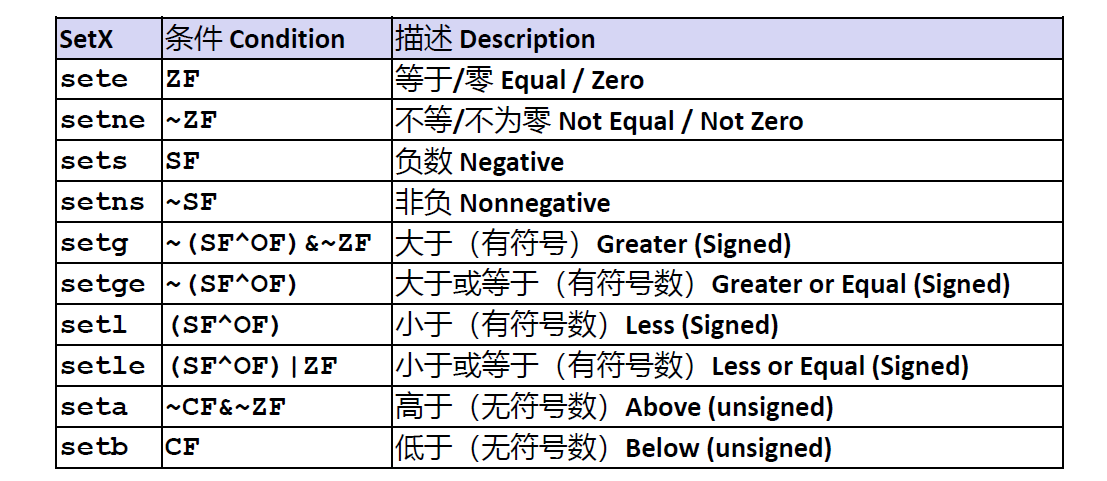 SetX 条件 Condition 描述 Description
sete ZF 等于/零 Equal / Zero
setne ~ZF 不等/不为零 Not Equal / Not Zero
sets SF 负数 Negative
setns ~SF 非负 Nonnegative
setg ~(SF^OF)&~ZF 大于（有符号）Greater (Signed)
setge ~(SF^OF) 大于或等于（有符号数）Greater or Equal (Signed)
setl (SF^OF) 小于（有符号数）Less (Signed)
setle (SF^OF)|ZF 小于或等于（有符号数）Less or Equal (Signed)
seta ~CF&~ZF 高于（无符号数）Above (unsigned)
setb CF 低于（无符号数）Below (unsigned)